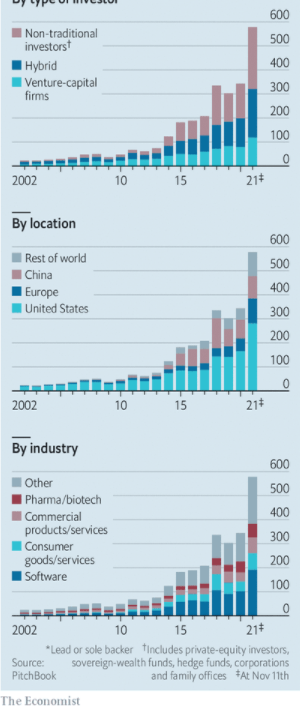 By type of investor
600
Non-traditional
investors†
500
Hybrid
400
Venture-capital
firms
300
200
100
0
2002
10
15
21‡
By location
600
Rest of world
500
China
400
Europe
United States
300
200
100
0
2002
10
15
21‡
By industry
600
Other
500
Pharma/biotech
Commercial
products/services
400
Consumer
goods/services
300
Software
200
100
0
2002
10
15
21‡
*Lead or sole backer †Includes private-equity investors,
Source: sovereign-wealth funds, hedge funds, corporations
PitchBook and family offices ‡At Nov 11th
The Economist